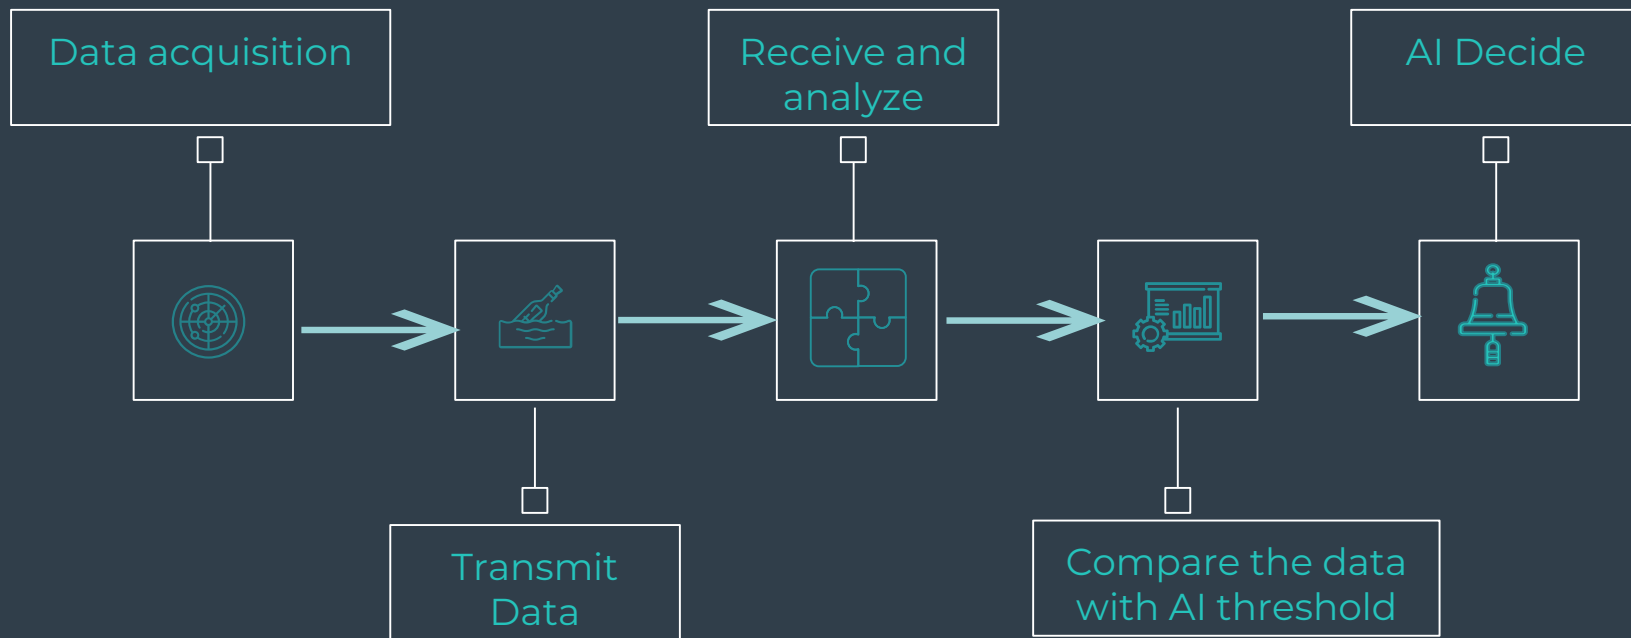 Data acquisition
Receive and
analyze
AI Decide
Transmit
Data
Compare the data
with AI threshold